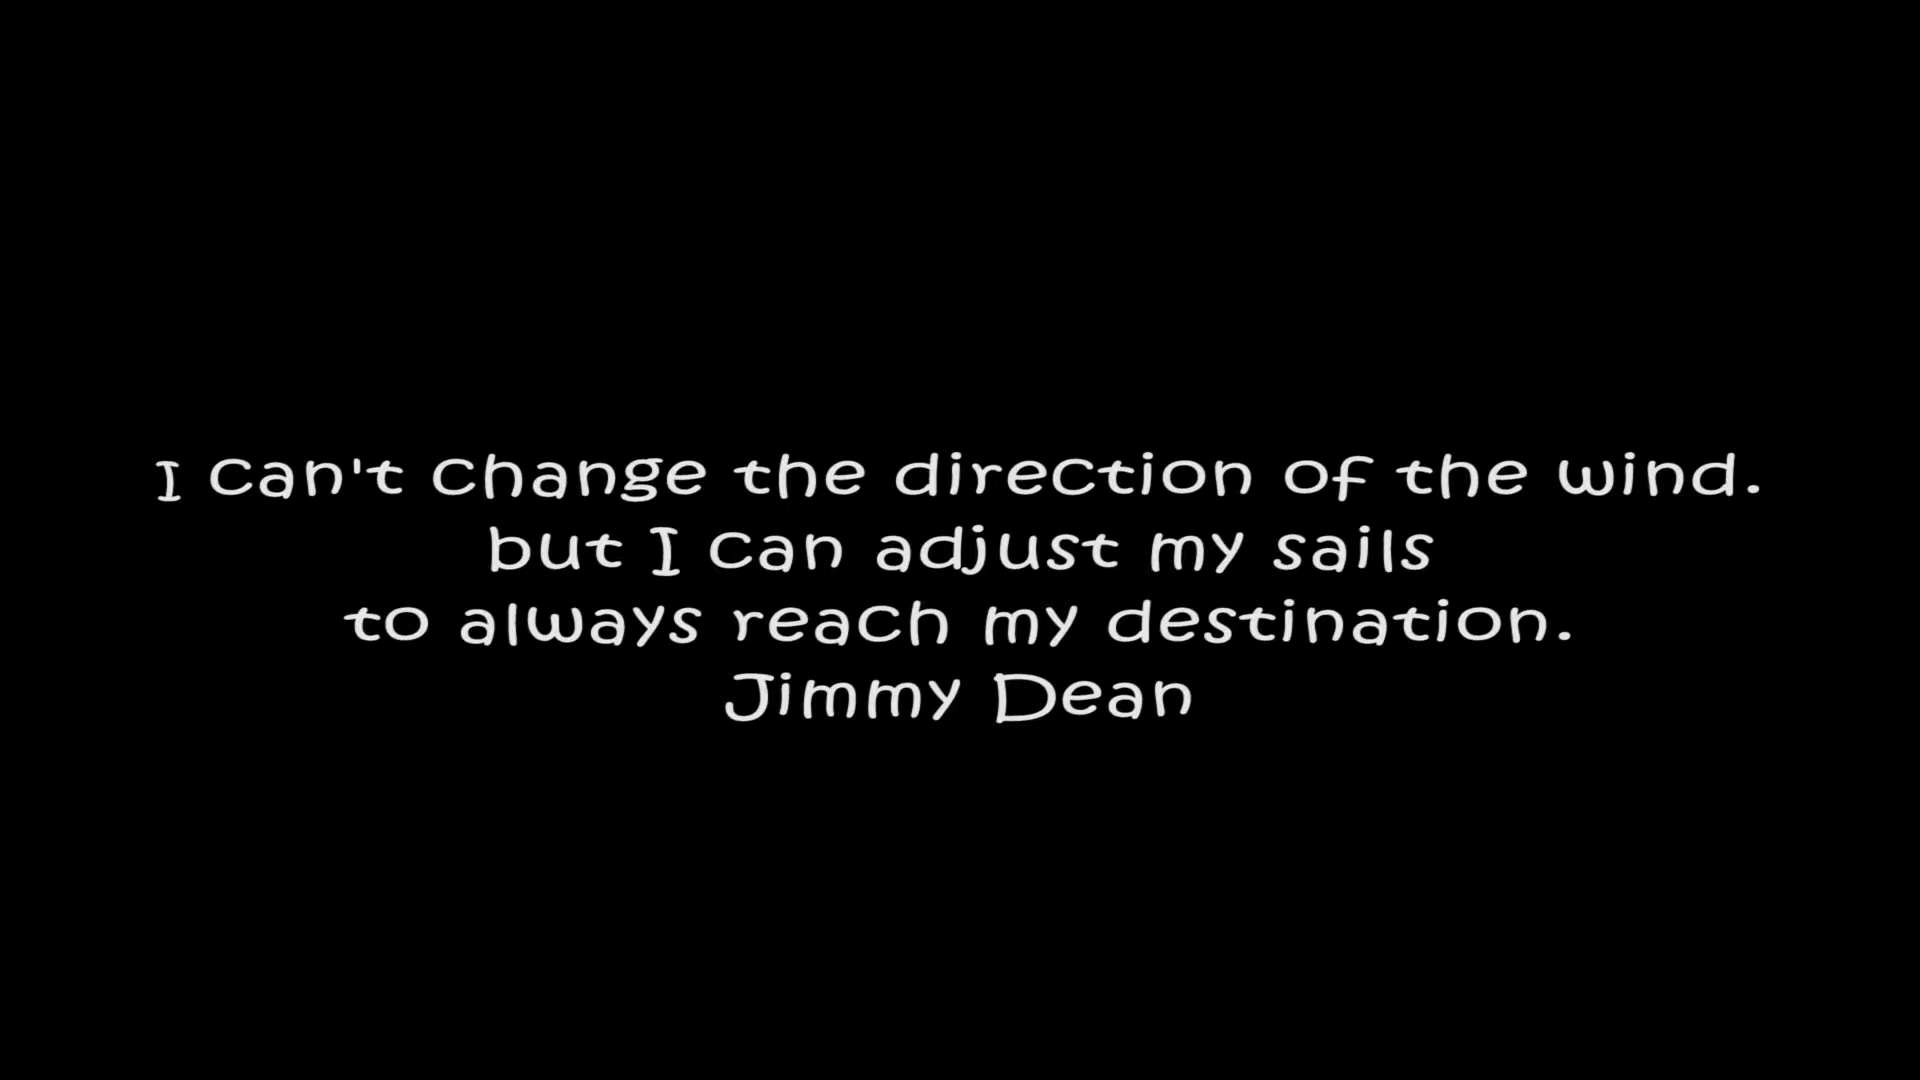 I can't change the direction of the wind.
but I can adjust my sails
to always reach my destination.
Jimmy Dean